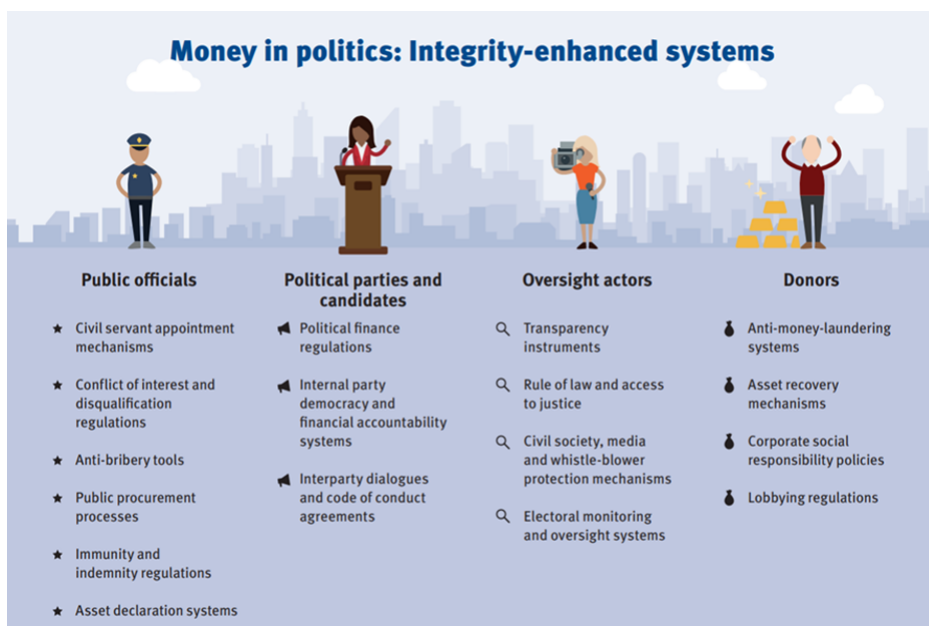 Money in politics: Integrity-enhanced systems
Public officials
Civil servant appointment
mechanisms
Conflict of interest and
disqualification
regulations
Anti-bribery tools
Public procurement
processes
Immunity and
indemnity regulations
Asset declaration systems
Political parties and
candidates
Political finance
regulations
Internal party
democracy and
financial accountability
systems
Interparty dialogues
and code of conduct
agreements
Oversight actors
Transparency
instruments
Rule of law and access
to justice
Civil society, media
and whistle-blower
protection mechanisms
Electoral monitoring
and oversight systems
Donors
Anti-money-laundering
systems
Asset recovery
mechanisms
Corporate social
responsibility policies
Lobbying regulations